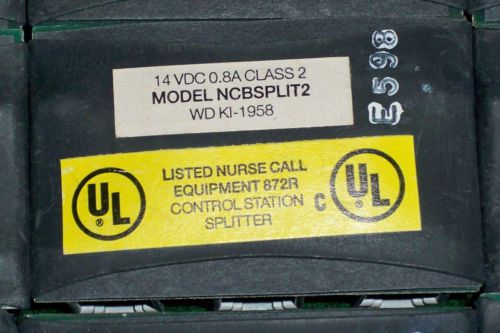 14 VDC 0.8A CLASS 2
MODEL NCBSPLIT2
WD KI-1958
E598
UL
®
LISTED NURSE CALL
EQUIPMENT 872R
CONTROL STATION
SPLITTER
C UL
®